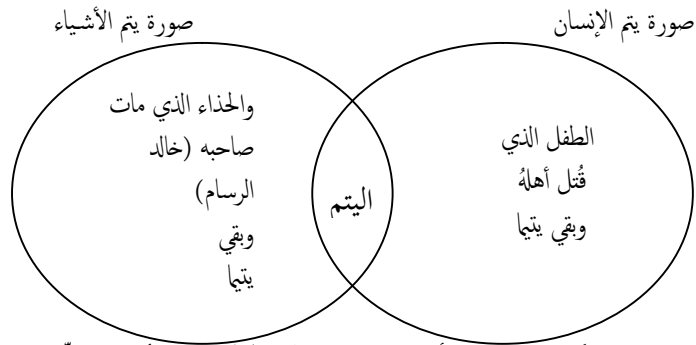 صورة يتم الإنسان
صورة يتم الأشياء
الطفل الذي
قُتل أهلهُ
وبقي يتيما
اليتم
والحذاء الذي مات
صاحبه (خالد
الرسام)
وبقي
يتيما